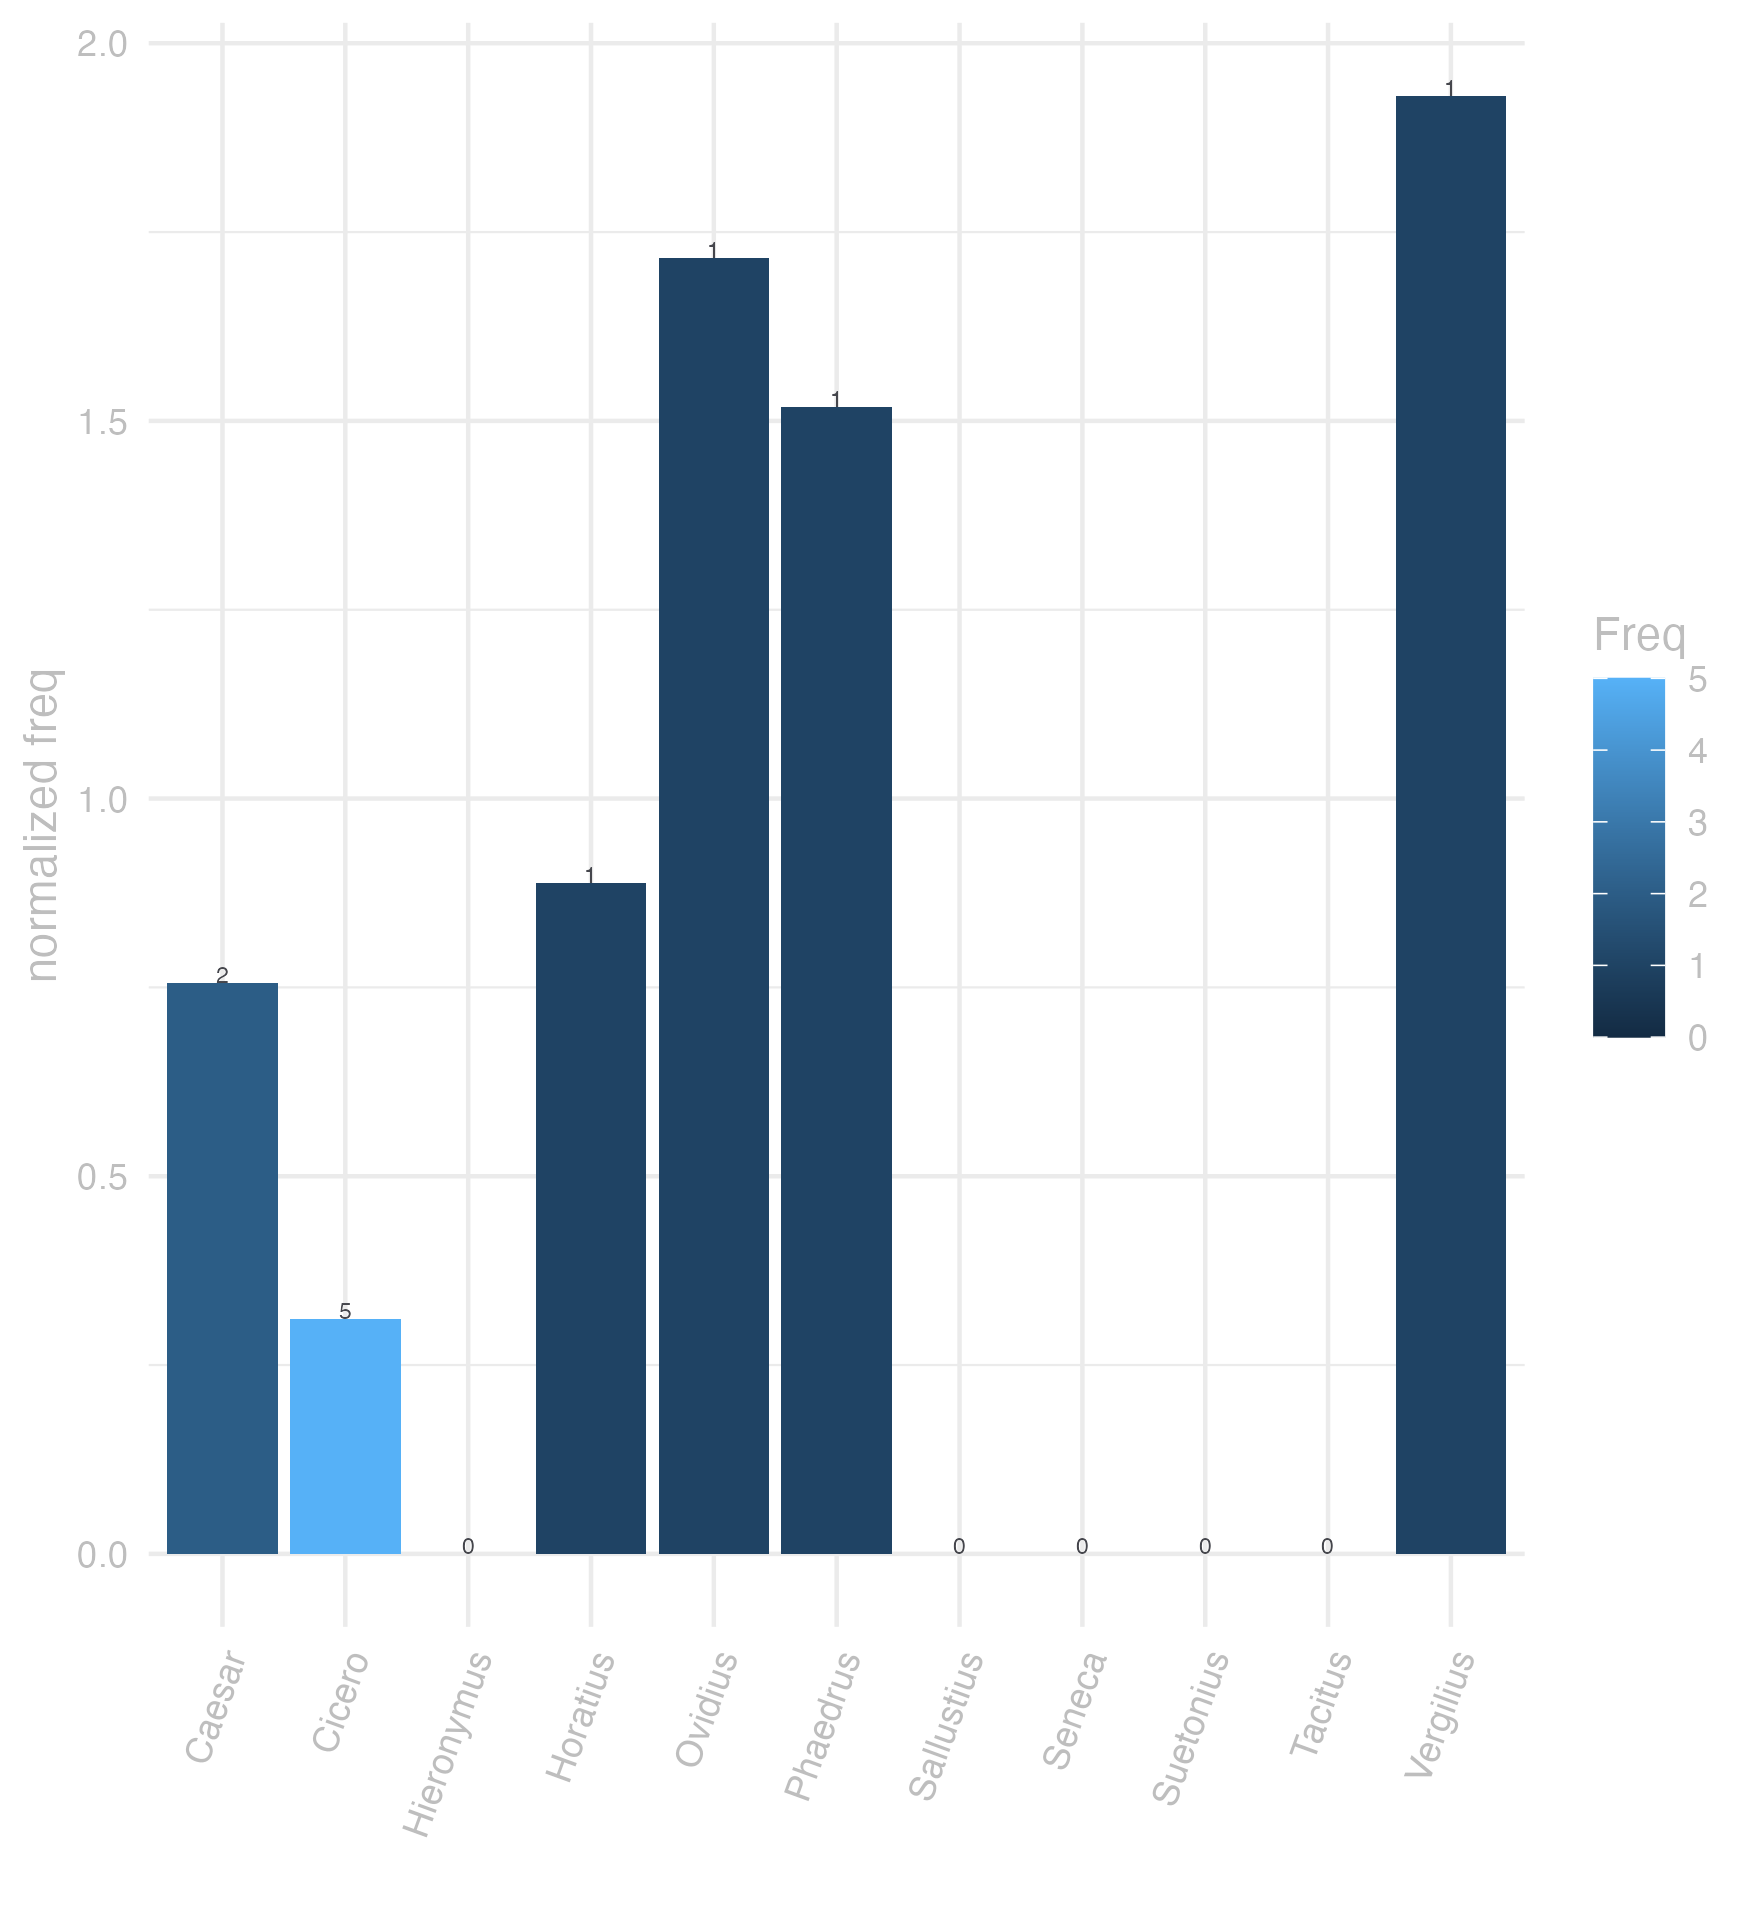 normalized freq
2.0
1.5
1.0
0.5
0.0
2
5
0
1
1
1
0
0
0
0
1
Caesar
Cicero
Hieronymus
Horatius
Ovidius
Phaedrus
Sallustius
Seneca
Suetonius
Tacitus
Vergilius
Freq
5
4
3
2
1
0